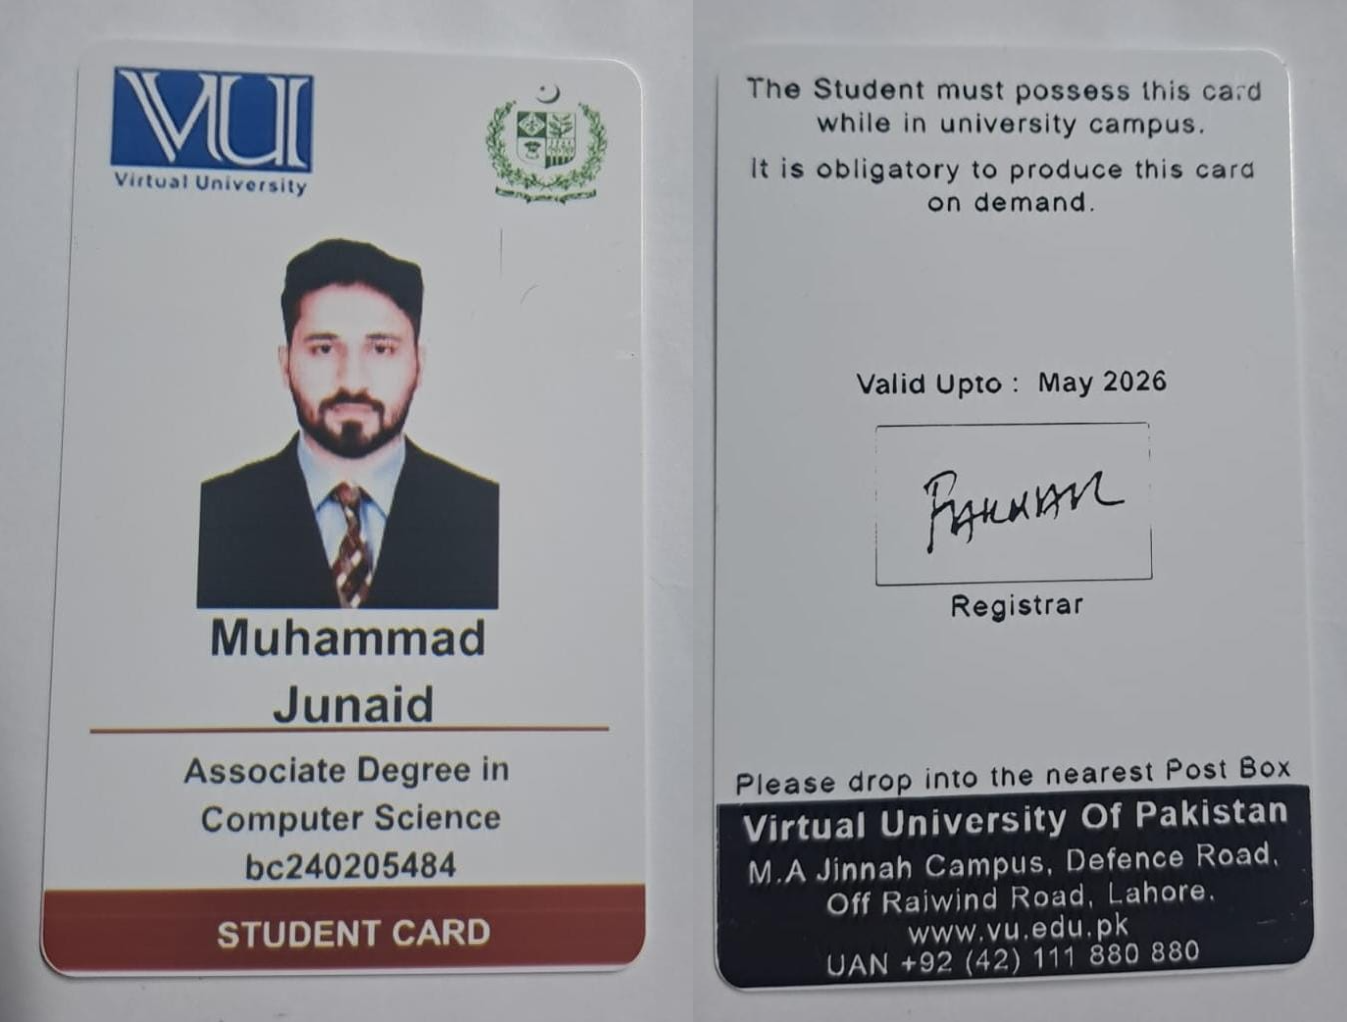 VU
Virtual University
Muhammad
Junaid
Associate Degree in
Computer Science
bc240205484
STUDENT CARD
The Student must possess this card
while in university campus.
It is obligatory to produce this card
on demand.
Valid Upto : May 2026
Registrar
Please drop into the nearest Post Box
Virtual University Of Pakistan
M.A Jinnah Campus, Defence Road,
Off Raiwind Road, Lahore.
www.vu.edu.pk
UAN +92 (42) 111 880 880